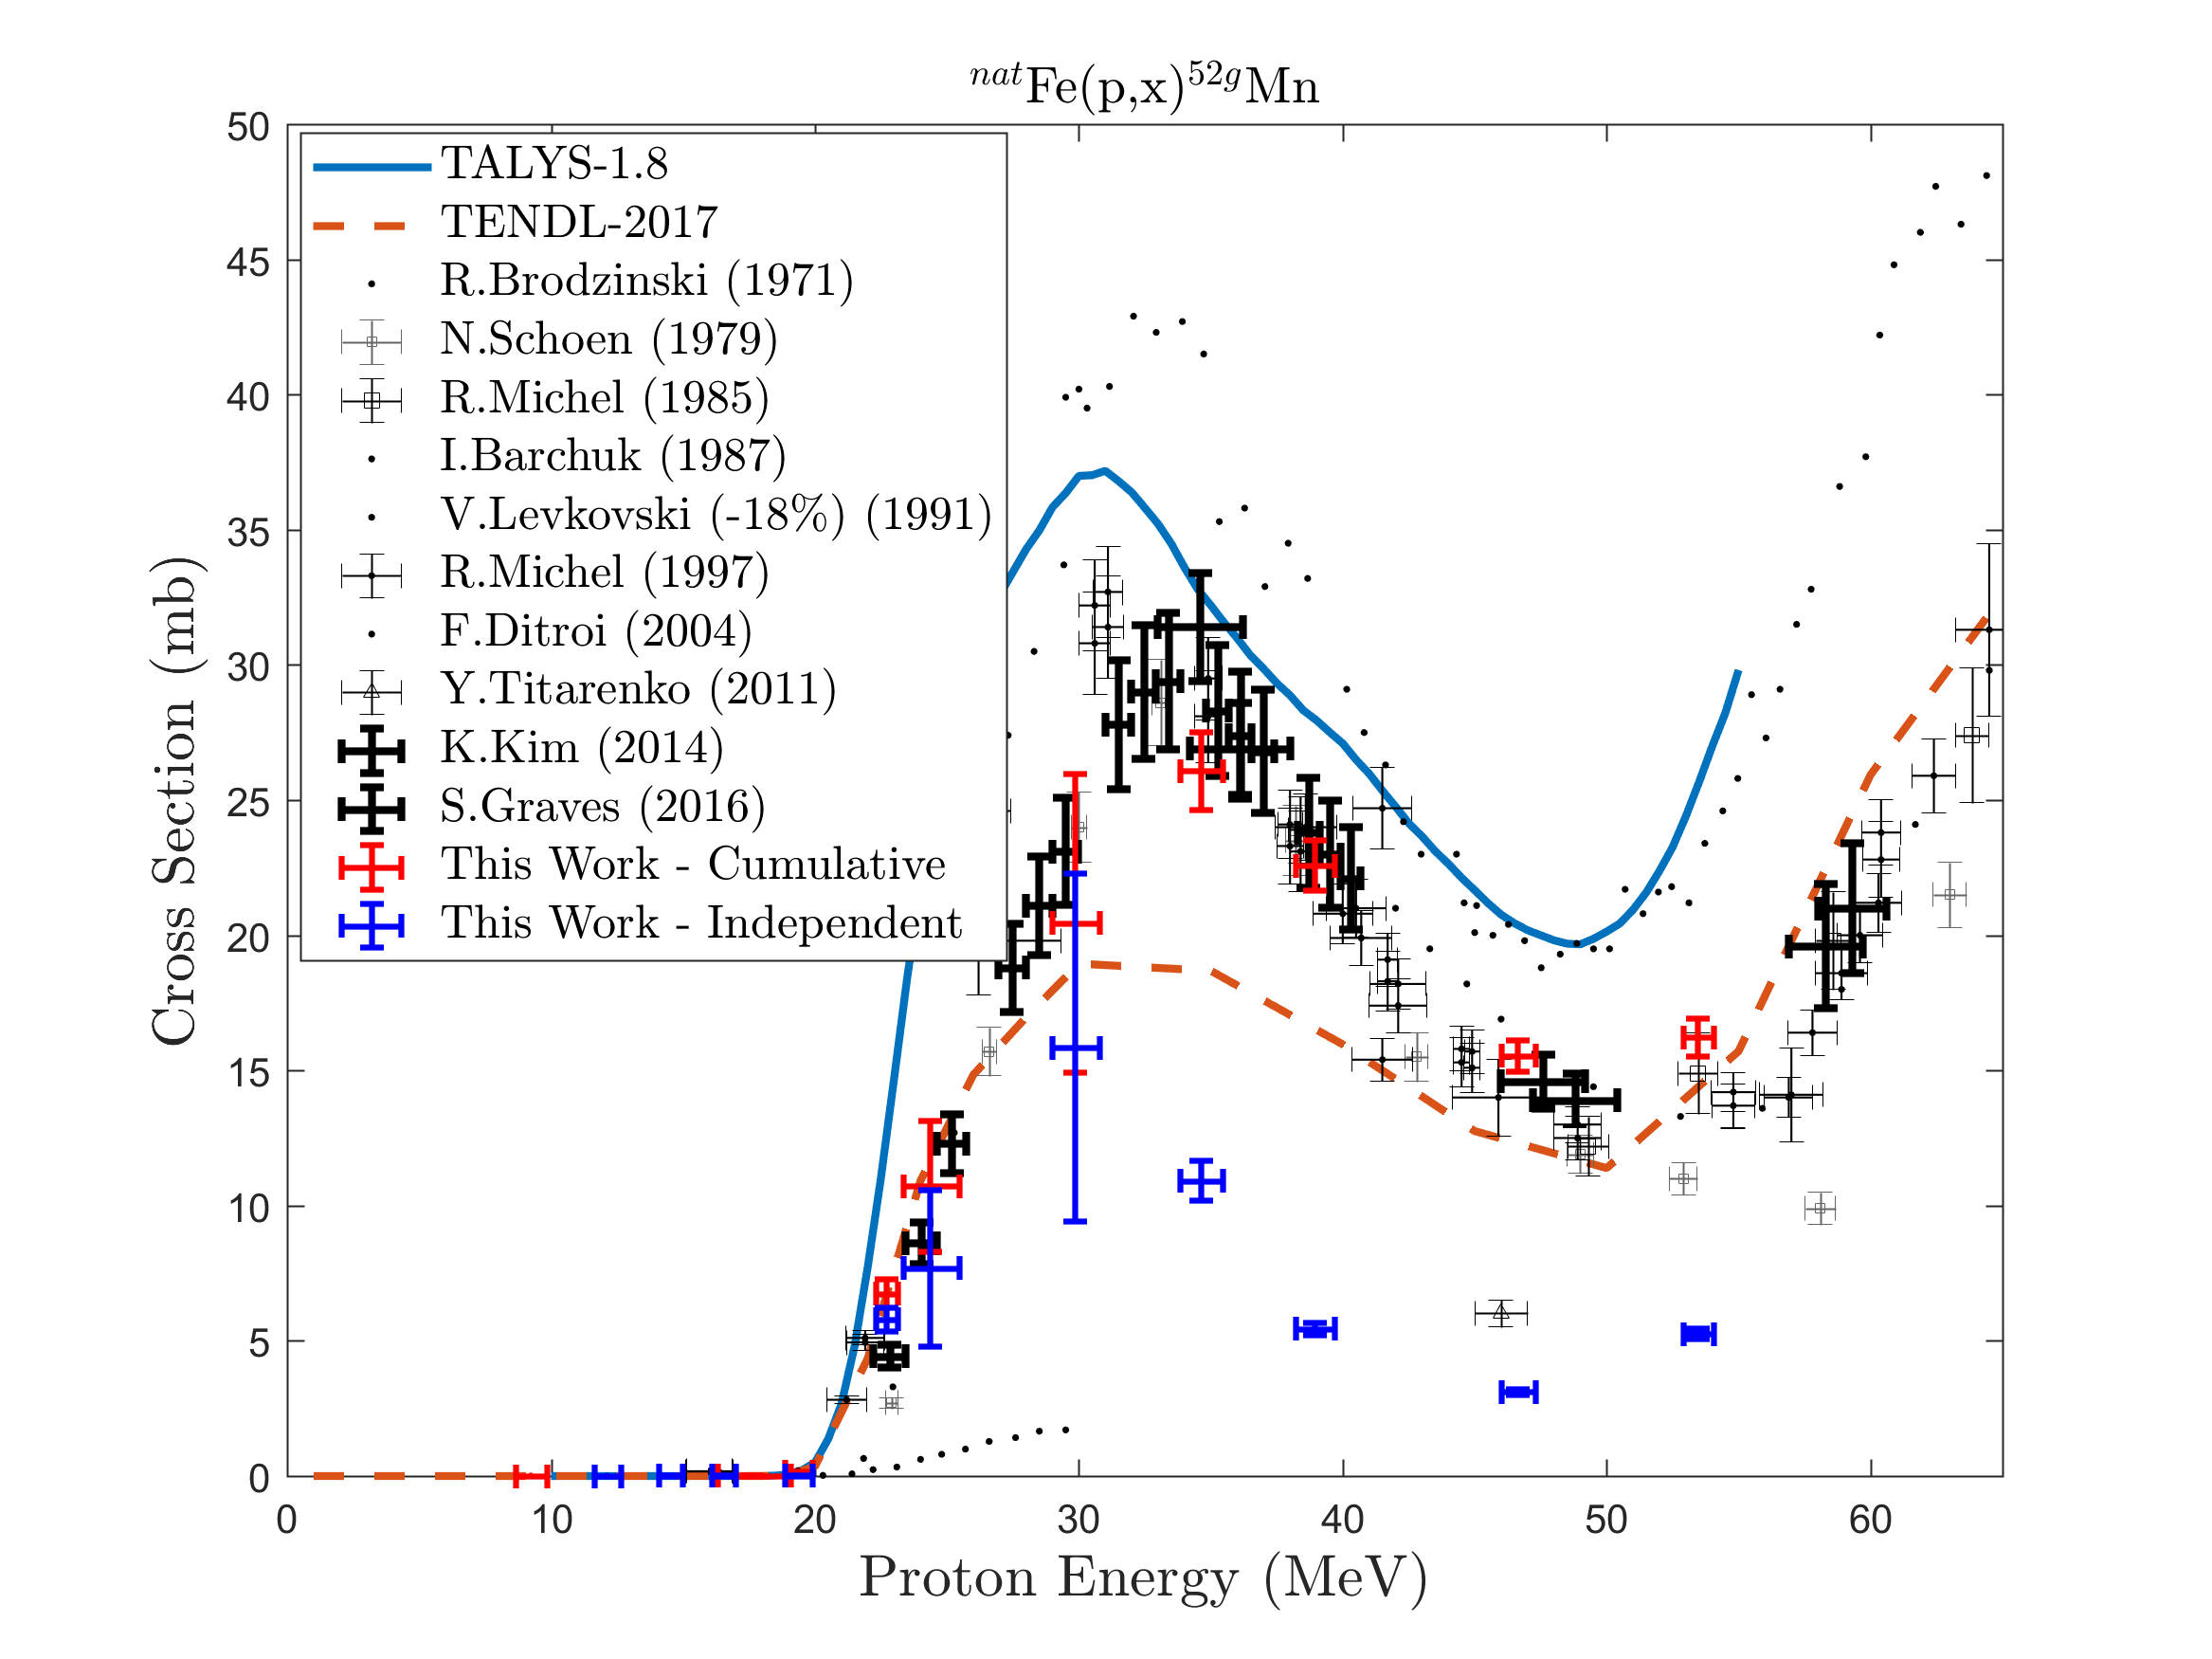 natFe(p,x)52gMn
TALYS-1.8
TENDL-2017
R.Brodzinski (1971)
N.Schoen (1979)
R.Michel (1985)
I.Barchuk (1987)
V.Levkovski (-18%) (1991)
R.Michel (1997)
F.Ditroi (2004)
Y.Titarenko (2011)
K.Kim (2014)
S.Graves (2016)
This Work - Cumulative
This Work - Independent
Cross Section (mb)
50
45
40
35
30
25
20
15
10
5
0
0 10 20 30 40 50 60
Proton Energy (MeV)